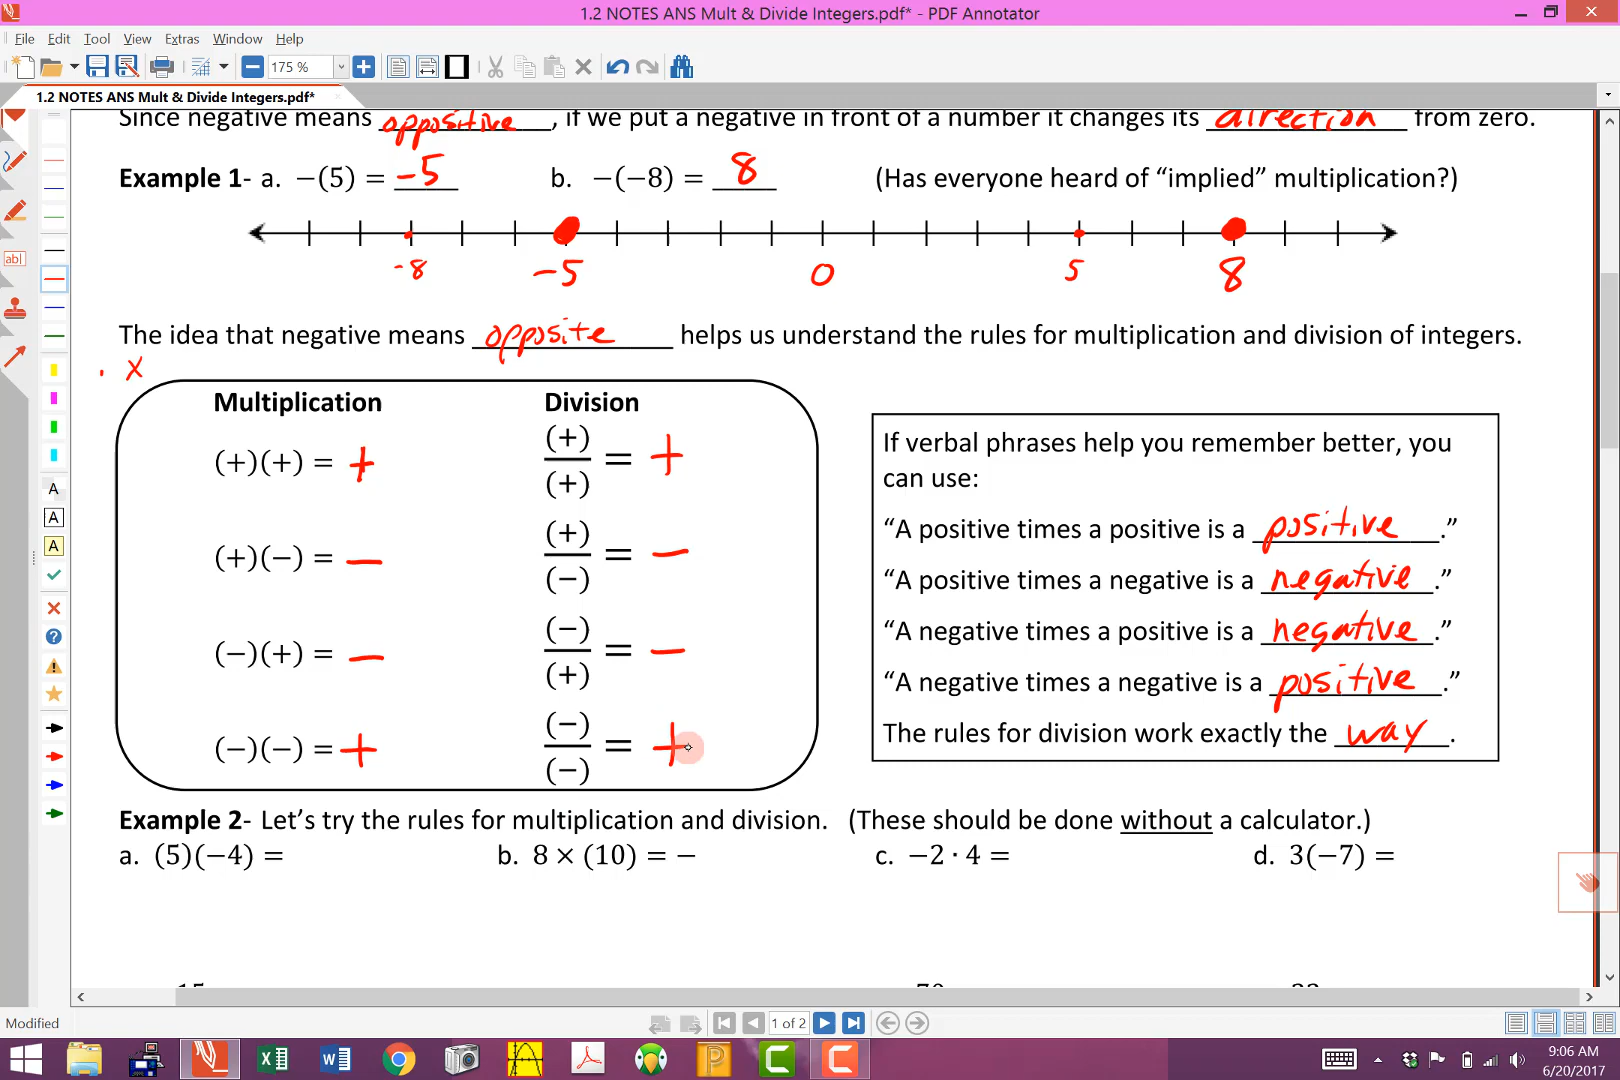 1.2 NOTES ANS Mult & Divide Integers.pdf* - PDF Annotator
File Edit Tool View Extras Window Help
175 %
1.2 NOTES ANS Mult & Divide Integers.pdf*
Since negative means oppositive, if we put a negative in front of a number it changes its direction from zero.
Example 1- a. −(5) = -5 b. −(−8) = 8 (Has everyone heard of “implied” multiplication?)
-8 -5 0 5 8
The idea that negative means opposite helps us understand the rules for multiplication and division of integers.
· x
Multiplication Division
(+)(+) = + (+)/(+) = +
(+)(−) = − (+)/(−) = −
(−)(+) = − (−)/(+) = −
(−)(−) = + (−)/(−) = +
If verbal phrases help you remember better, you
can use:
“A positive times a positive is a positive.”
“A positive times a negative is a negative.”
“A negative times a positive is a negative.”
“A negative times a negative is a positive.”
The rules for division work exactly the way.
Example 2- Let’s try the rules for multiplication and division. (These should be done without a calculator.)
a. (5)(−4) = b. 8 × (10) = − c. −2 · 4 = d. 3(−7) =
Modified 1 of 2
9:06 AM
6/20/2017